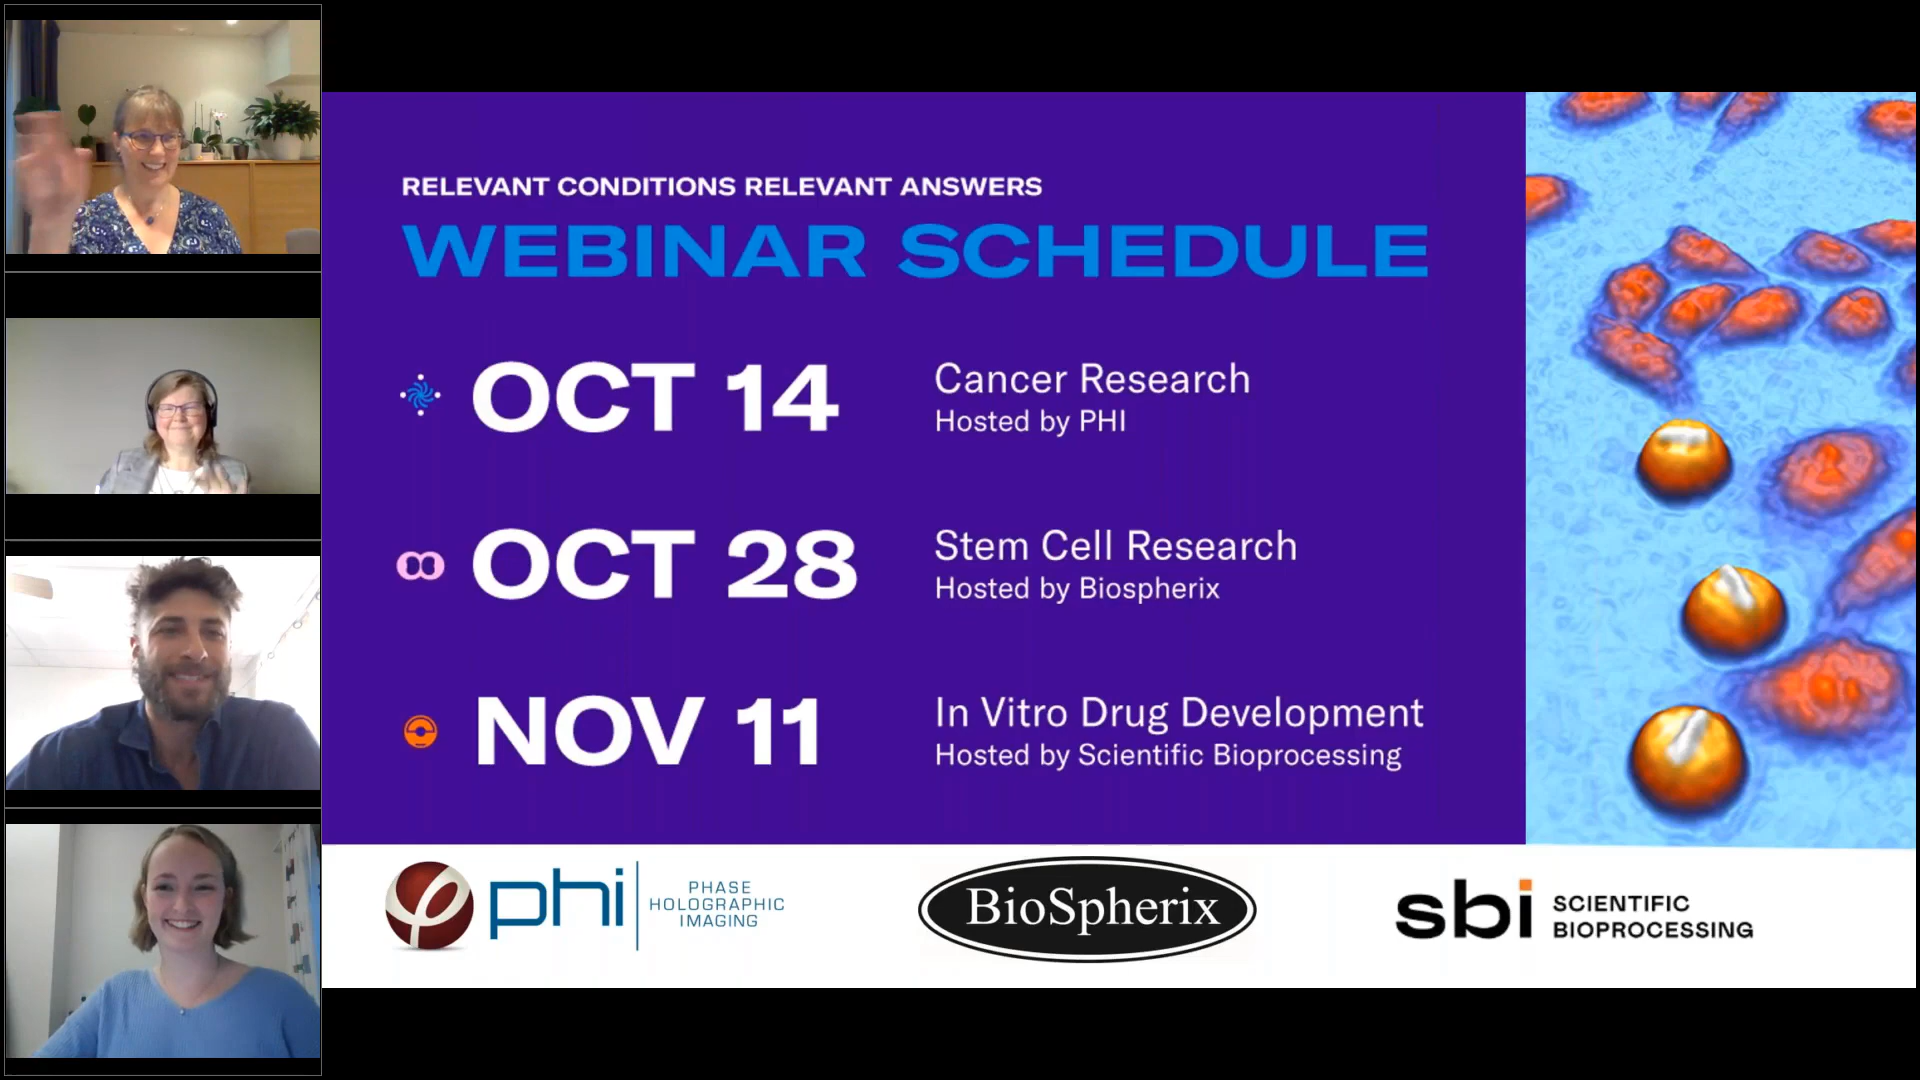 RELEVANT CONDITIONS RELEVANT ANSWERS
WEBINAR SCHEDULE
OCT 14
Cancer Research
Hosted by PHI
OCT 28
Stem Cell Research
Hosted by Biospherix
NOV 11
In Vitro Drug Development
Hosted by Scientific Bioprocessing
phi
PHASE
HOLOGRAPHIC
IMAGING
BioSpherix
sbi
SCIENTIFIC
BIOPROCESSING